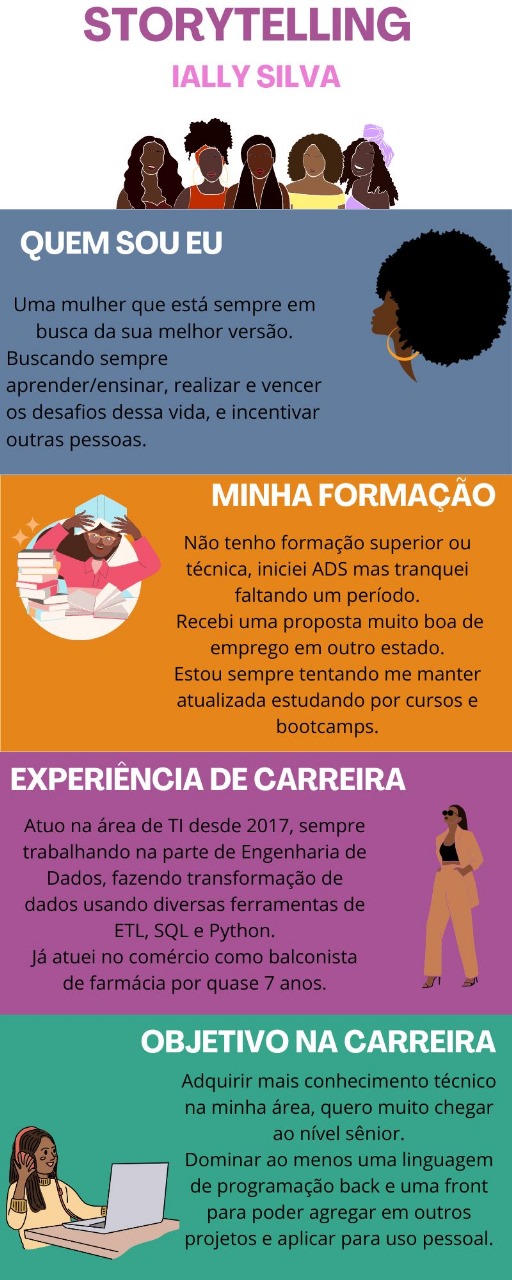 STORYTELLING
IALLY SILVA
QUEM SOU EU
Uma mulher que está sempre em
busca da sua melhor versão.
Buscando sempre
aprender/ensinar, realizar e vencer
os desafios dessa vida, e incentivar
outras pessoas.
MINHA FORMAÇÃO
Não tenho formação superior ou
técnica, iniciei ADS mas tranquei
faltando um período.
Recebi uma proposta muito boa de
emprego em outro estado.
Estou sempre tentando me manter
atualizada estudando por cursos e
bootcamps.
EXPERIÊNCIA DE CARREIRA
Atuo na área de TI desde 2017, sempre
trabalhando na parte de Engenharia de
Dados, fazendo transformação de
dados usando diversas ferramentas de
ETL, SQL e Python.
Já atuei no comércio como balconista
de farmácia por quase 7 anos.
OBJETIVO NA CARREIRA
Adquirir mais conhecimento técnico
na minha área, quero muito chegar
ao nível sênior.
Dominar ao menos uma linguagem
de programação back e uma front
para poder agregar em outros
projetos e aplicar para uso pessoal.